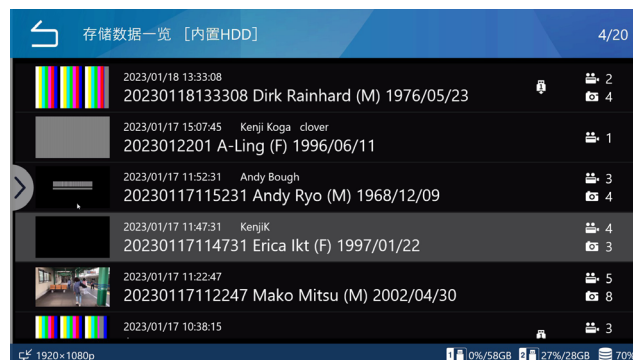 存储数据一览 ［内置HDD］ 4/20
2023/01/18 13:33:08
20230118133308 Dirk Rainhard (M) 1976/05/23
1
2
4
2023/01/17 15:07:45 Kenji Koga clover
2023012201 A-Ling (F) 1996/06/11
1
2023/01/17 11:52:31 Andy Bough
20230117115231 Andy Ryo (M) 1968/12/09
3
4
2023/01/17 11:47:31 KenjiK
20230117114731 Erica Ikt (F) 1997/01/22
4
3
2023/01/17 11:22:47
20230117112247 Mako Mitsu (M) 2002/04/30
5
8
2023/01/17 10:38:15
3
1920×1080p 1 0%/58GB 2 27%/28GB 70%